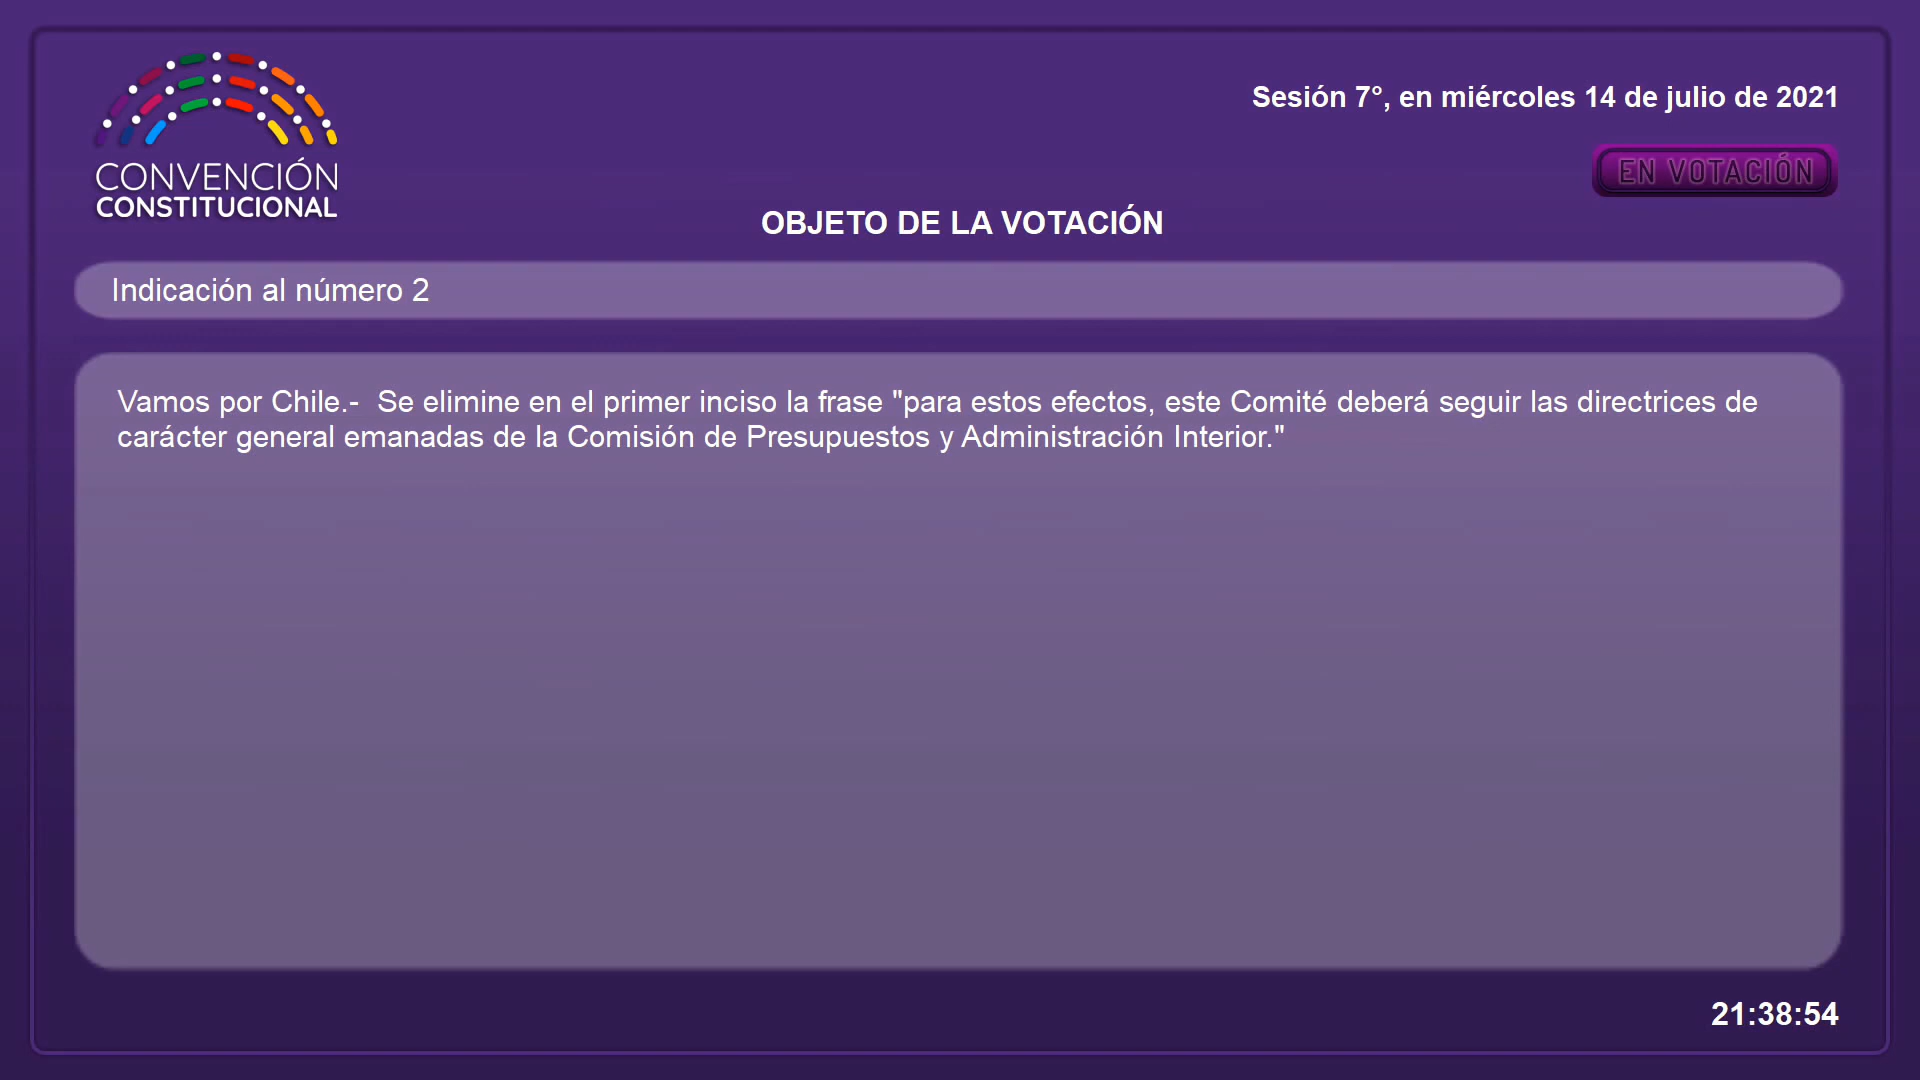 CONVENCIÓN
CONSTITUCIONAL
Sesión 7°, en miércoles 14 de julio de 2021
EN VOTACIÓN
OBJETO DE LA VOTACIÓN
Indicación al número 2
Vamos por Chile.-  Se elimine en el primer inciso la frase "para estos efectos, este Comité deberá seguir las directrices de
carácter general emanadas de la Comisión de Presupuestos y Administración Interior."
21:38:54